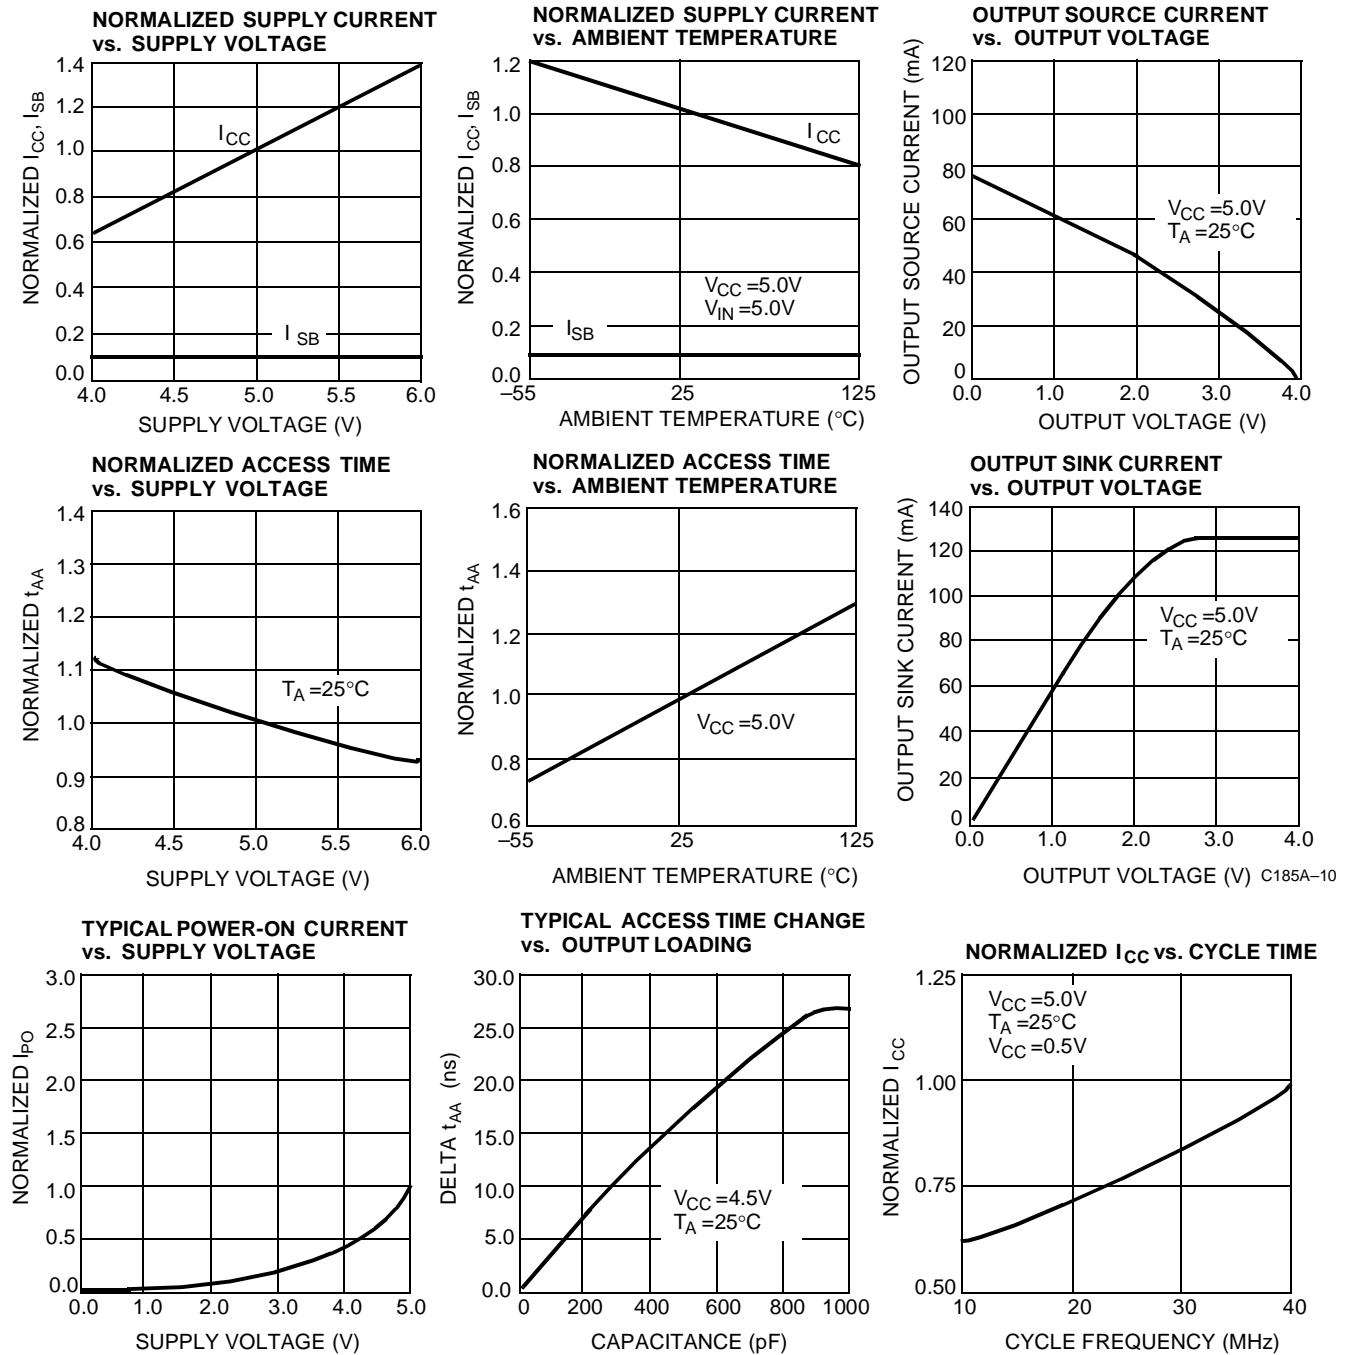 NORMALIZED SUPPLY CURRENT
vs. SUPPLY VOLTAGE
NORMALIZED ICC, ISB
1.4
1.2
1.0
0.8
0.6
0.4
0.2
0.0
ICC
I SB
4.0 4.5 5.0 5.5 6.0
SUPPLY VOLTAGE (V)
NORMALIZED SUPPLY CURRENT
vs. AMBIENT TEMPERATURE
NORMALIZED ICC, ISB
1.2
1.0
0.8
0.6
0.4
0.2
0.0
ICC
VCC =5.0V
VIN =5.0V
ISB
–55 25 125
AMBIENT TEMPERATURE (°C)
OUTPUT SOURCE CURRENT
vs. OUTPUT VOLTAGE
OUTPUT SOURCE CURRENT (mA)
120
100
80
60
40
20
0
VCC =5.0V
TA =25°C
0.0 1.0 2.0 3.0 4.0
OUTPUT VOLTAGE (V)
NORMALIZED ACCESS TIME
vs. SUPPLY VOLTAGE
NORMALIZED tAA
1.4
1.3
1.2
1.1
1.0
0.9
0.8
TA =25°C
4.0 4.5 5.0 5.5 6.0
SUPPLY VOLTAGE (V)
NORMALIZED ACCESS TIME
vs. AMBIENT TEMPERATURE
NORMALIZED tAA
1.6
1.4
1.2
1.0
0.8
0.6
VCC =5.0V
–55 25 125
AMBIENT TEMPERATURE (°C)
OUTPUT SINK CURRENT
vs. OUTPUT VOLTAGE
OUTPUT SINK CURRENT (mA)
140
120
100
80
60
40
20
0
VCC =5.0V
TA =25°C
0.0 1.0 2.0 3.0 4.0
OUTPUT VOLTAGE (V) C185A–10
TYPICAL POWER-ON CURRENT
vs. SUPPLY VOLTAGE
NORMALIZED IPO
3.0
2.5
2.0
1.5
1.0
0.5
0.0
0.0 1.0 2.0 3.0 4.0 5.0
SUPPLY VOLTAGE (V)
TYPICAL ACCESS TIME CHANGE
vs. OUTPUT LOADING
DELTA tAA (ns)
30.0
25.0
20.0
15.0
10.0
5.0
0.0
VCC =4.5V
TA =25°C
0 200 400 600 800 1000
CAPACITANCE (pF)
NORMALIZED ICC vs. CYCLE TIME
NORMALIZED ICC
1.25
1.00
0.75
0.50
VCC =5.0V
TA =25°C
VCC =0.5V
10 20 30 40
CYCLE FREQUENCY (MHz)